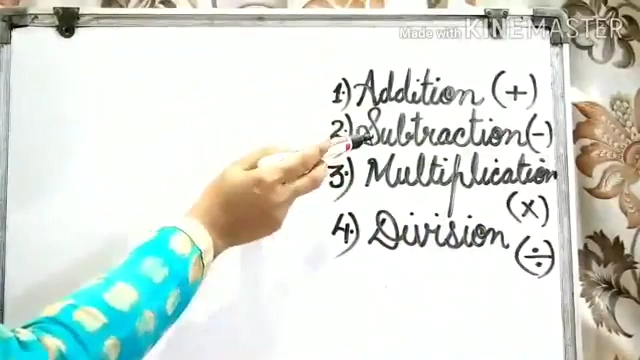 Made with KINEMASTER
1.) Addition (+)
2.) Subtraction (-)
3.) Multiplication
(x)
4.) Division
(÷)